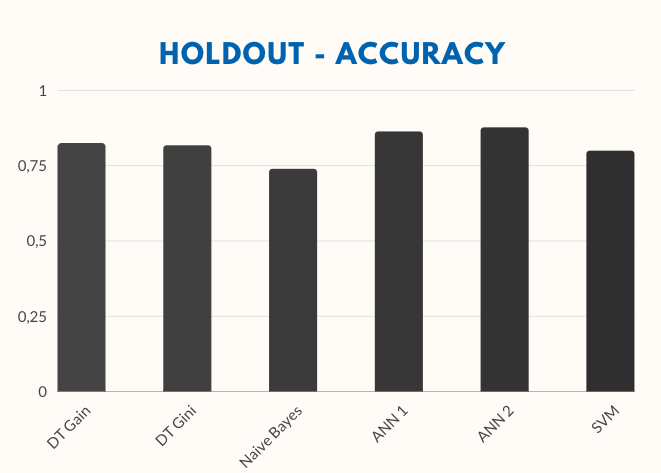 HOLDOUT - ACCURACY
1
0,75
0,5
0,25
0
DT Gain
DT Gini
Naive Bayes
ANN 1
ANN 2
SVM